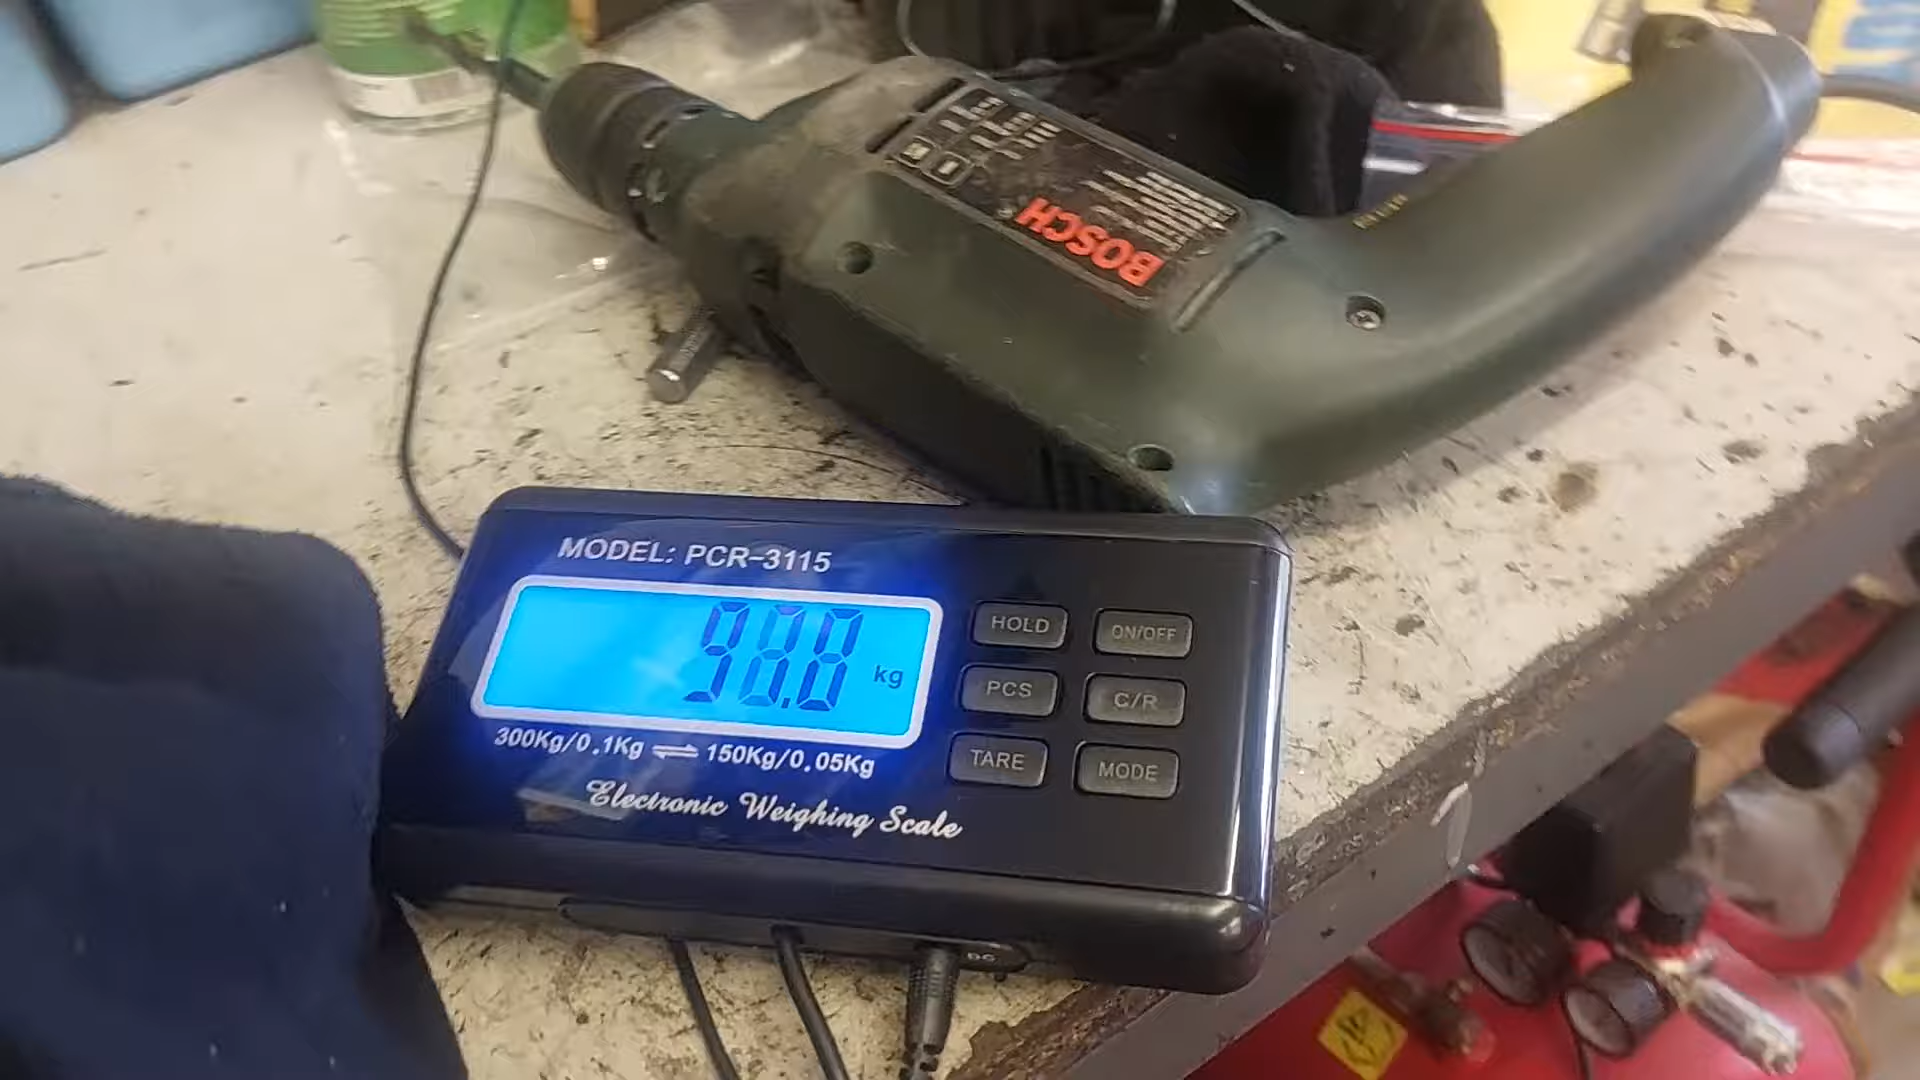 BOSCH
MODEL: PCR-3115
98.8 kg
HOLD
ON/OFF
PCS
C/R
TARE
MODE
300Kg/0.1Kg ⇌ 150Kg/0.05Kg
Electronic Weighing Scale
DC